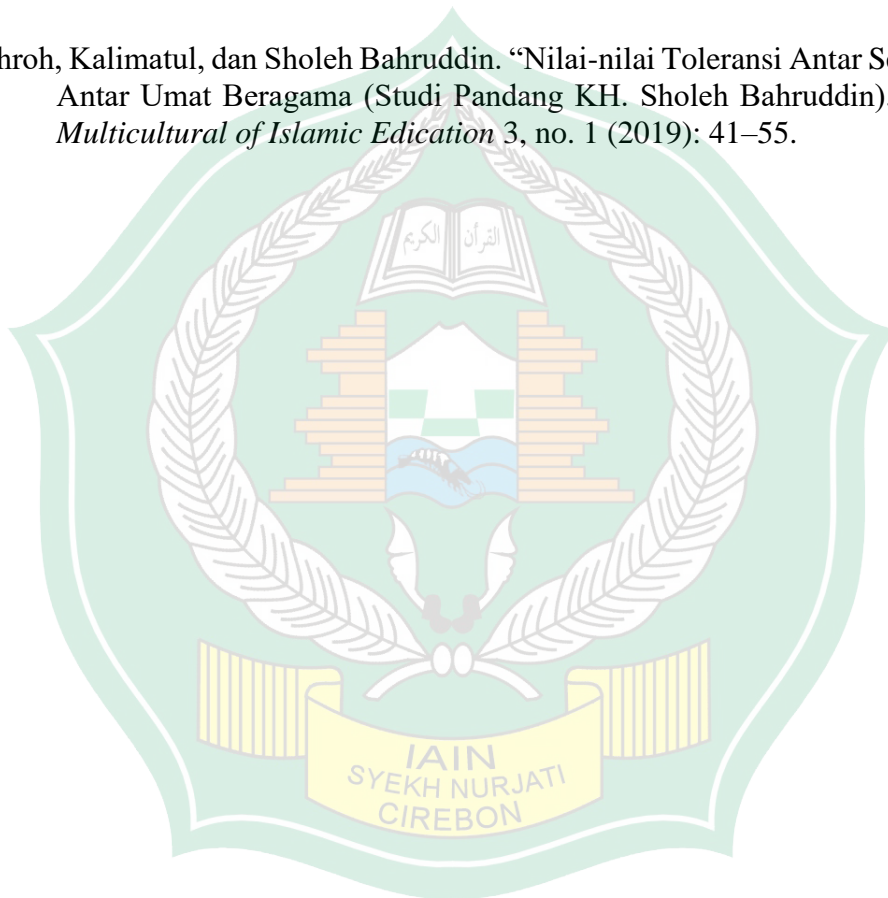 hroh, Kalimatul, dan Sholeh Bahruddin. “Nilai-nilai Toleransi Antar
Antar Umat Beragama (Studi Pandang KH. Sholeh Bahruddin).
Multicultural of Islamic Edication 3, no. 1 (2019): 41–55.
القرآن الكريم
IAIN
SYEKH NURJATI
CIREBON